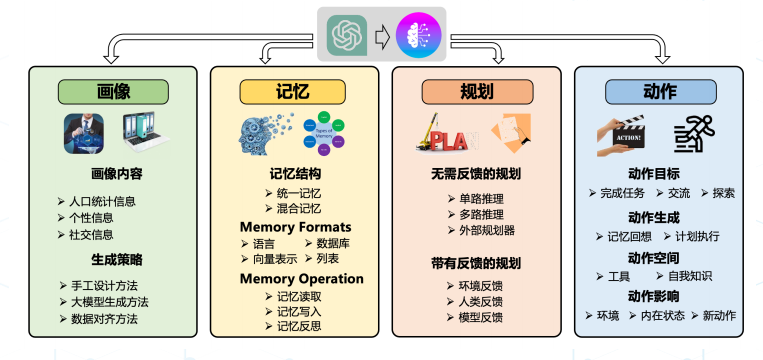 画像
画像内容
➢ 人口统计信息
➢ 个性信息
➢ 社交信息
生成策略
➢ 手工设计方法
➢ 大模型生成方法
➢ 数据对齐方法
记忆
Types of
Memory
记忆结构
➢ 统一记忆
➢ 混合记忆
Memory Formats
➢ 语言 ➢ 数据库
➢ 向量表示 ➢ 列表
Memory Operation
➢ 记忆读取
➢ 记忆写入
➢ 记忆反思
规划
PLAN
无需反馈的规划
➢ 单路推理
➢ 多路推理
➢ 外部规划器
带有反馈的规划
➢ 环境反馈
➢ 人类反馈
➢ 模型反馈
动作
ACTION!
动作目标
➢ 完成任务 ➢ 交流 ➢ 探索
动作生成
➢ 记忆回想 ➢ 计划执行
动作空间
➢ 工具 ➢ 自我知识
动作影响
➢ 环境 ➢ 内在状态 ➢ 新动作